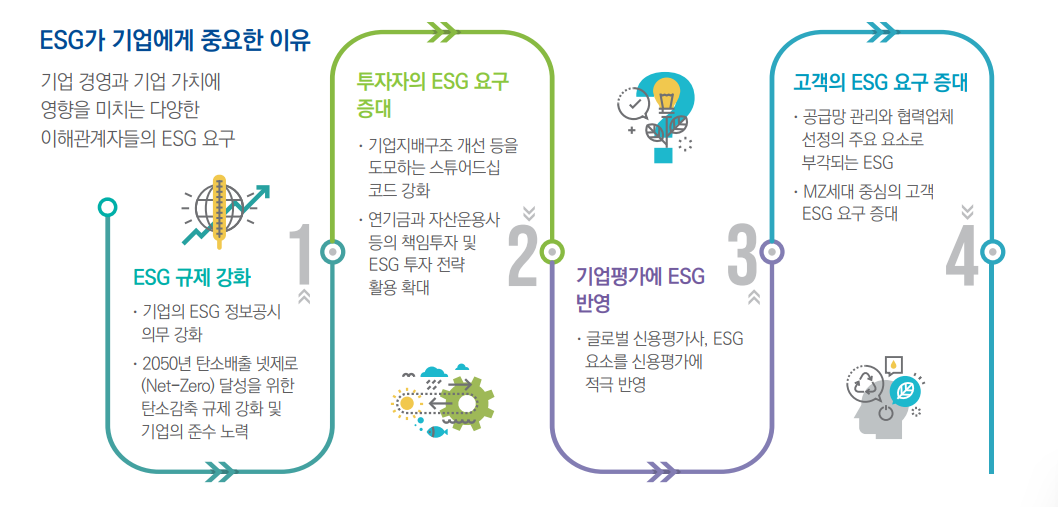 ESG가 기업에게 중요한 이유
기업 경영과 기업 가치에
영향을 미치는 다양한
이해관계자들의 ESG 요구
1
ESG 규제 강화
· 기업의 ESG 정보공시
의무 강화
· 2050년 탄소배출 넷제로
(Net-Zero) 달성을 위한
탄소감축 규제 강화 및
기업의 준수 노력
투자자의 ESG 요구
증대
· 기업지배구조 개선 등을
도모하는 스튜어드십
코드 강화
· 연기금과 자산운용사
등의 책임투자 및
ESG 투자 전략
활용 확대
2
기업평가에 ESG
반영
· 글로벌 신용평가사, ESG
요소를 신용평가에
적극 반영
3
고객의 ESG 요구 증대
· 공급망 관리와 협력업체
선정의 주요 요소로
부각되는 ESG
· MZ세대 중심의 고객
ESG 요구 증대
4